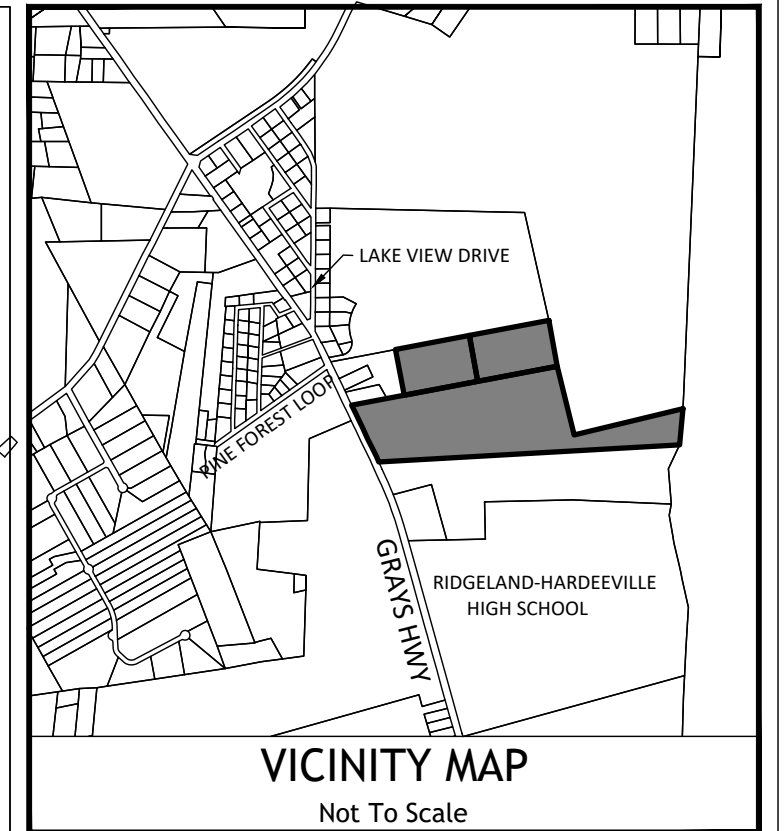 LAKE VIEW DRIVE
PINE FOREST LOOP
GRAYS HWY
RIDGELAND-HARDEEVILLE
HIGH SCHOOL
VICINITY MAP
Not To Scale